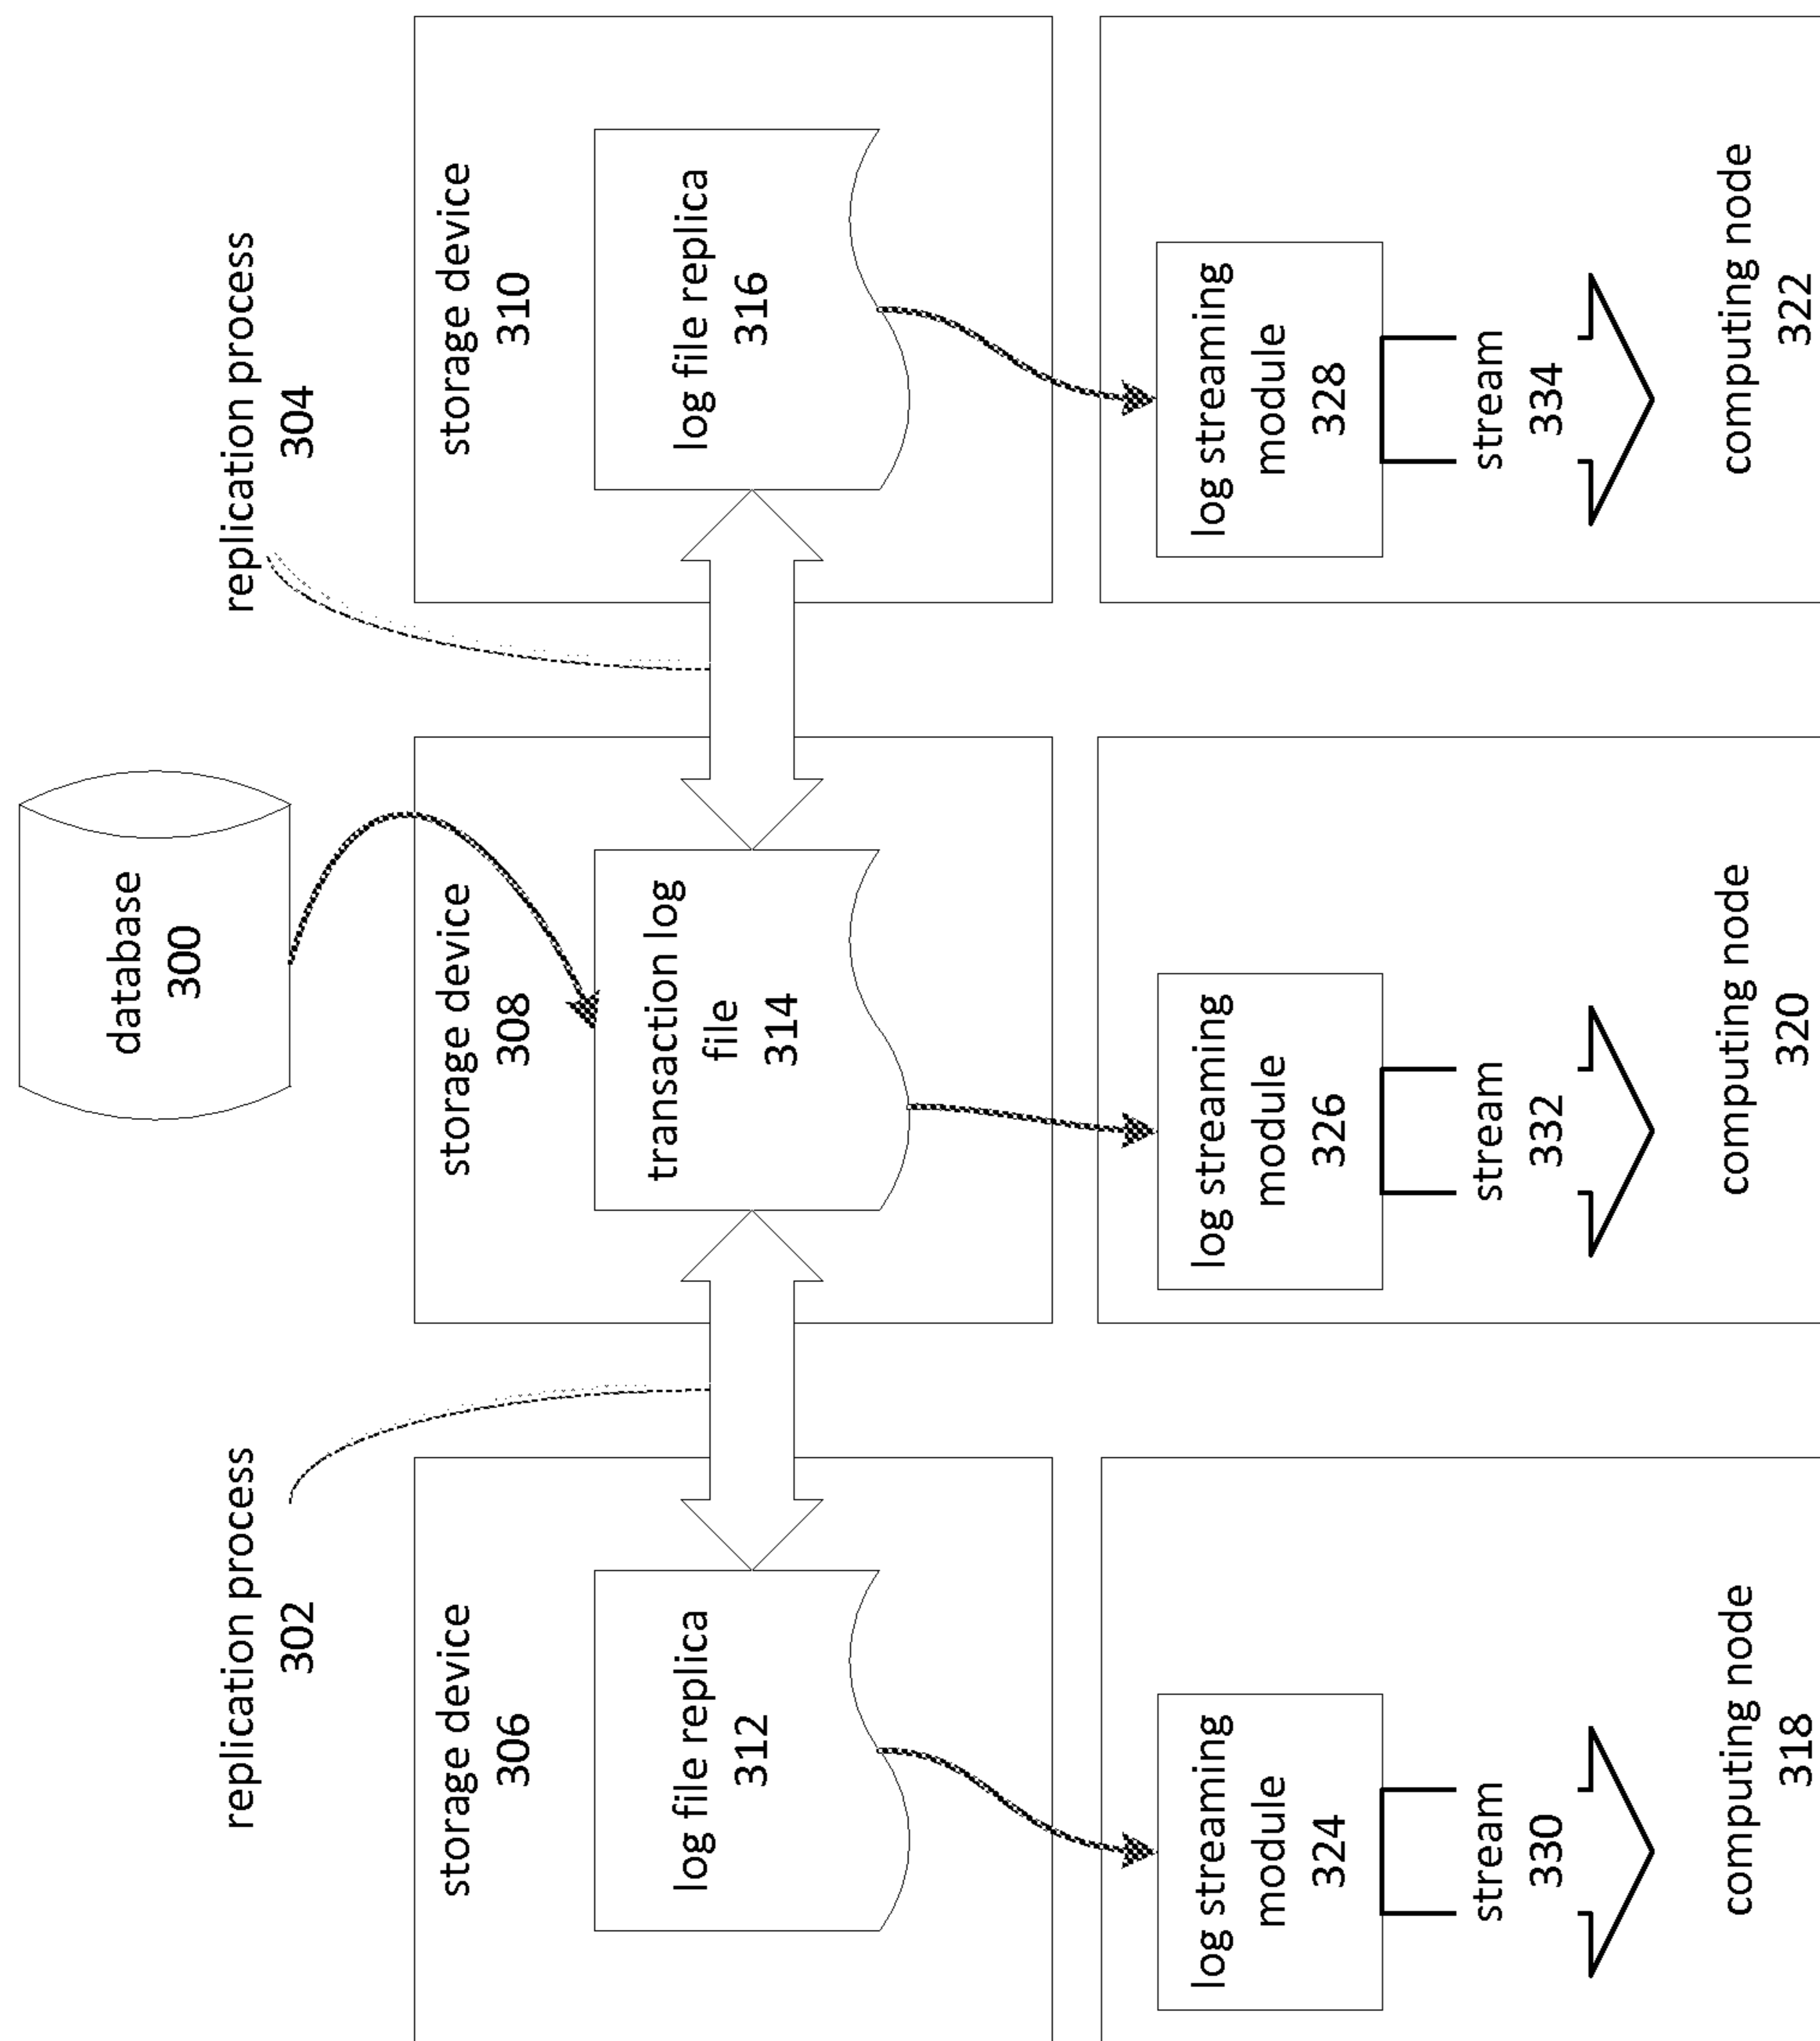 database
300
replication process
302
replication process
304
storage device
306
storage device
308
storage device
310
log file replica
312
transaction log
file
314
log file replica
316
log streaming
module
324
log streaming
module
326
log streaming
module
328
stream
330
stream
332
stream
334
computing node
318
computing node
320
computing node
322